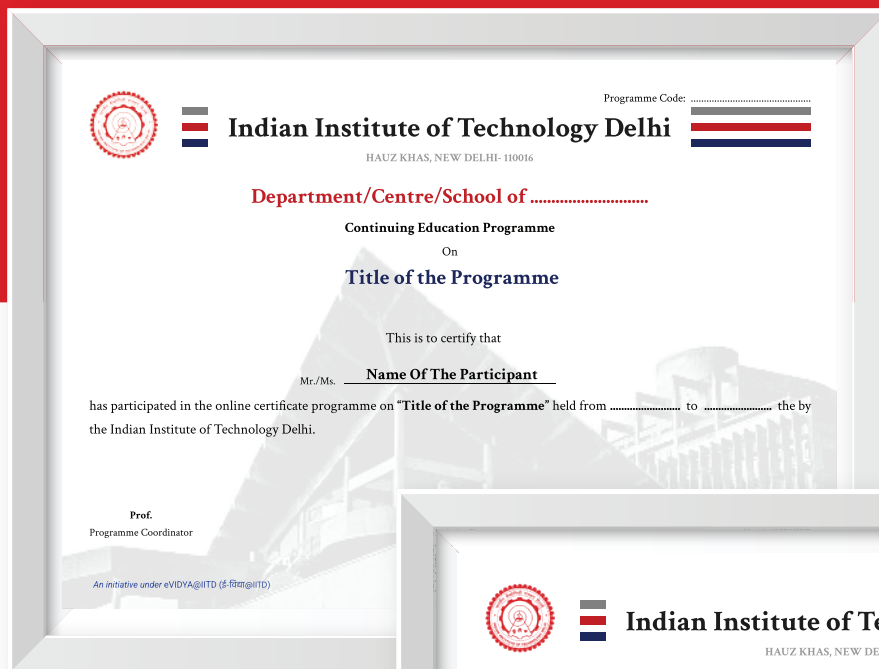 Programme Code: ........................................
Indian Institute of Technology Delhi
HAUZ KHAS, NEW DELHI- 110016
Department/Centre/School of ............................
Continuing Education Programme
On
Title of the Programme
This is to certify that
Mr./Ms. Name Of The Participant
has participated in the online certificate programme on “Title of the Programme” held from ........................ to ....................... the by
the Indian Institute of Technology Delhi.
Prof.
Programme Coordinator
An initiative under eVIDYA@IITD (ई-विद्या@IITD)
Indian Institute of Te
HAUZ KHAS, NEW DE